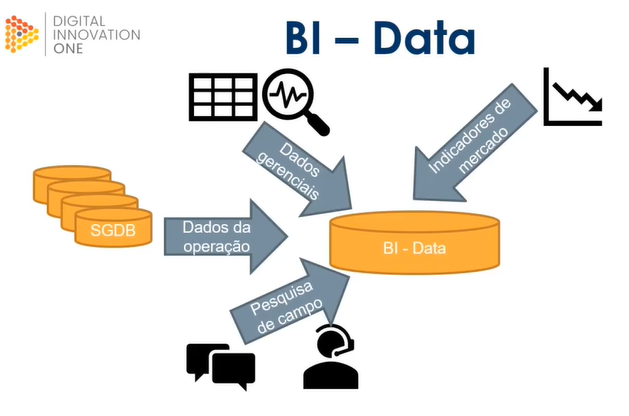 DIGITAL
INNOVATION
ONE
BI – Data
Dados
gerenciais
Indicadores de
mercado
SGDB
Dados da
operação
BI - Data
Pesquisa
de campo